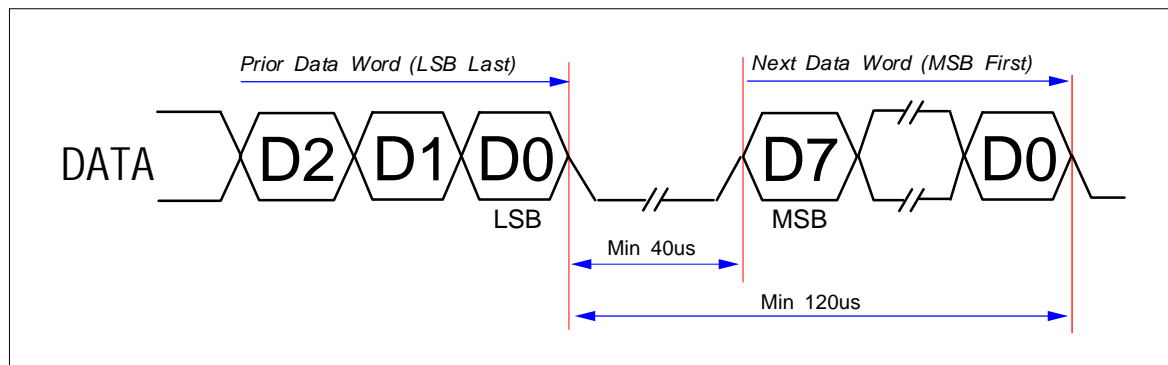 Prior Data Word (LSB Last)
Next Data Word (MSB First)
DATA D2 D1 D0 D7 D0
LSB MSB
Min 40us
Min 120us